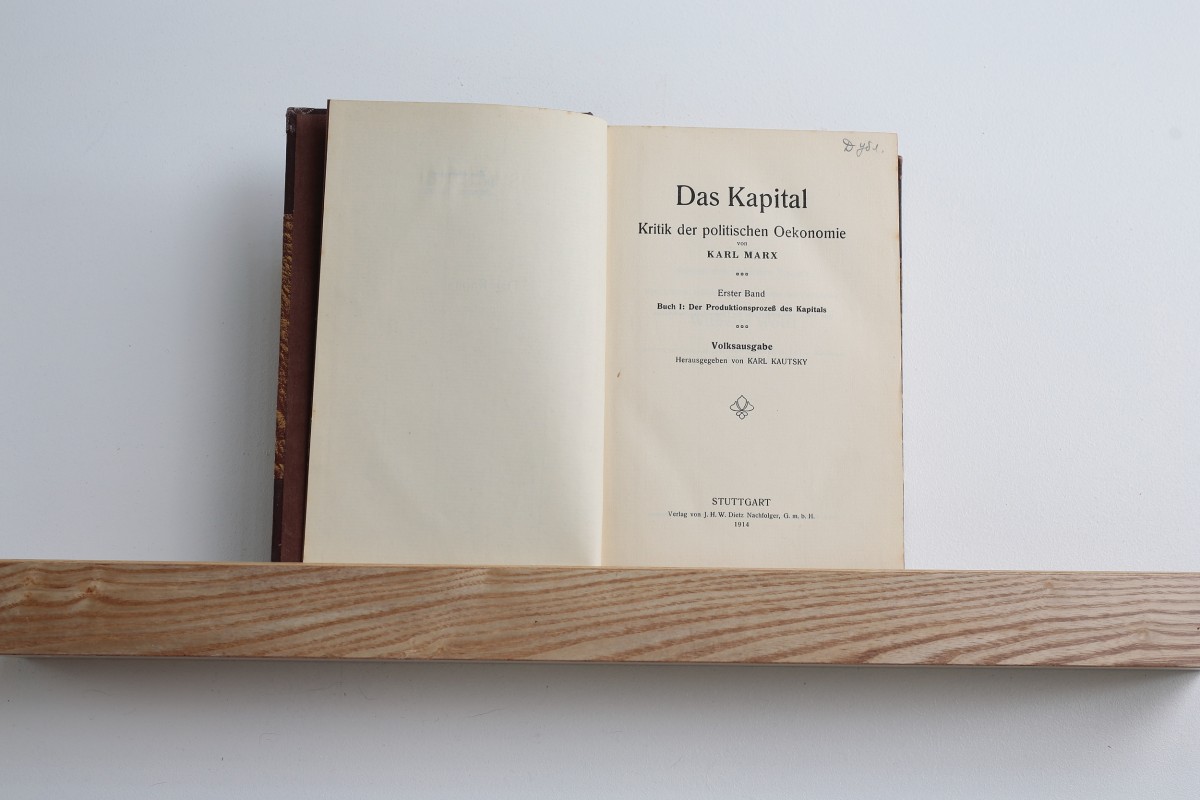 Das Kapital
Kritik der politischen Oekonomie
von
KARL MARX
Erster Band
Buch I: Der Produktionsprozeß des Kapitals
Volksausgabe
Herausgegeben von KARL KAUTSKY
STUTTGART
Verlag von J. H. W. Dietz Nachfolger, G. m. b. H.
1914